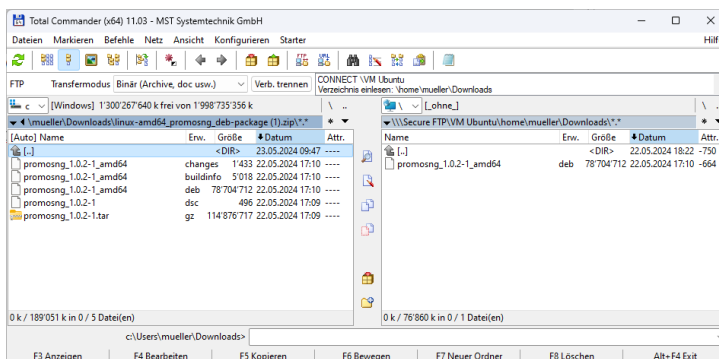 Total Commander (x64) 11.03 - MST Systemtechnik GmbH
Dateien Markieren Befehle Netz Ansicht Konfigurieren Starter Hilf
FTP Transfermodus Binär (Archive, doc usw.) Verb. trennen CONNECT \VM Ubuntu
Verzeichnis einlesen: \home\mueller\Downloads
c [Windows] 1'300'267'640 k frei von 1'998'735'356 k \ .. \ [_ohne_] \ ..
\mueller\Downloads\linux-amd64_promosng_deb-package (1).zip\*.* * \\\Secure FTP\VM Ubuntu\home\mueller\Downloads\*.* *
[Auto] Name Erw. Größe Datum Attr. Name Erw. Größe Datum Attr.
[..] <DIR> 23.05.2024 09:47 ---- [..] <DIR> 22.05.2024 18:22 -750
promosng_1.0.2-1_amd64 changes 1'433 22.05.2024 17:10 ---- promosng_1.0.2-1_amd64 deb 78'704'712 22.05.2024 17:10 -664
promosng_1.0.2-1_amd64 buildinfo 5'018 22.05.2024 17:10 ----
promosng_1.0.2-1_amd64 deb 78'704'712 22.05.2024 17:10 ----
promosng_1.0.2-1 dsc 496 22.05.2024 17:09 ----
promosng_1.0.2-1.tar gz 114'876'717 22.05.2024 17:09 ----
0 k / 189'051 k in 0 / 5 Datei(en) 0 k / 76'860 k in 0 / 1 Datei(en)
c:\Users\mueller\Downloads>
F3 Anzeigen F4 Bearbeiten F5 Kopieren F6 Bewegen F7 Neuer Ordner F8 Löschen Alt+F4 Exit